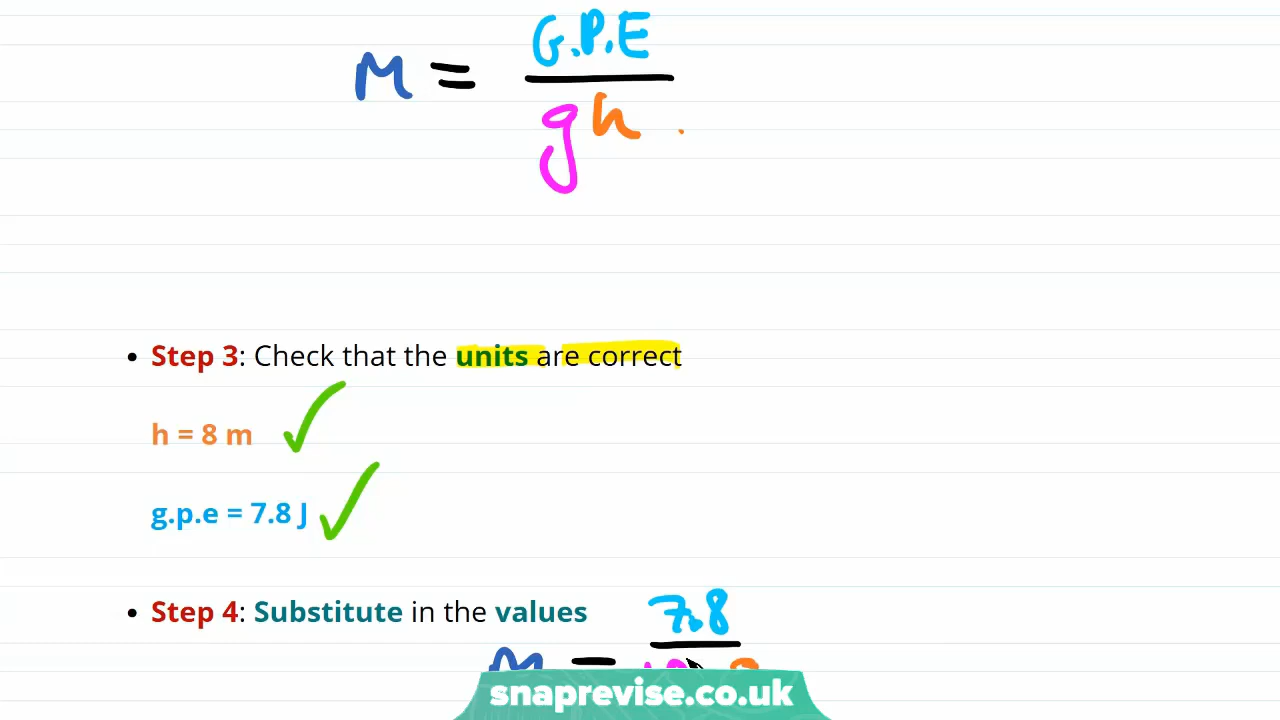 M = G.P.E
gh
• Step 3: Check that the units are correct
h = 8 m
g.p.e = 7.8 J
• Step 4: Substitute in the values
7.8
M =
snaprevise.co.uk